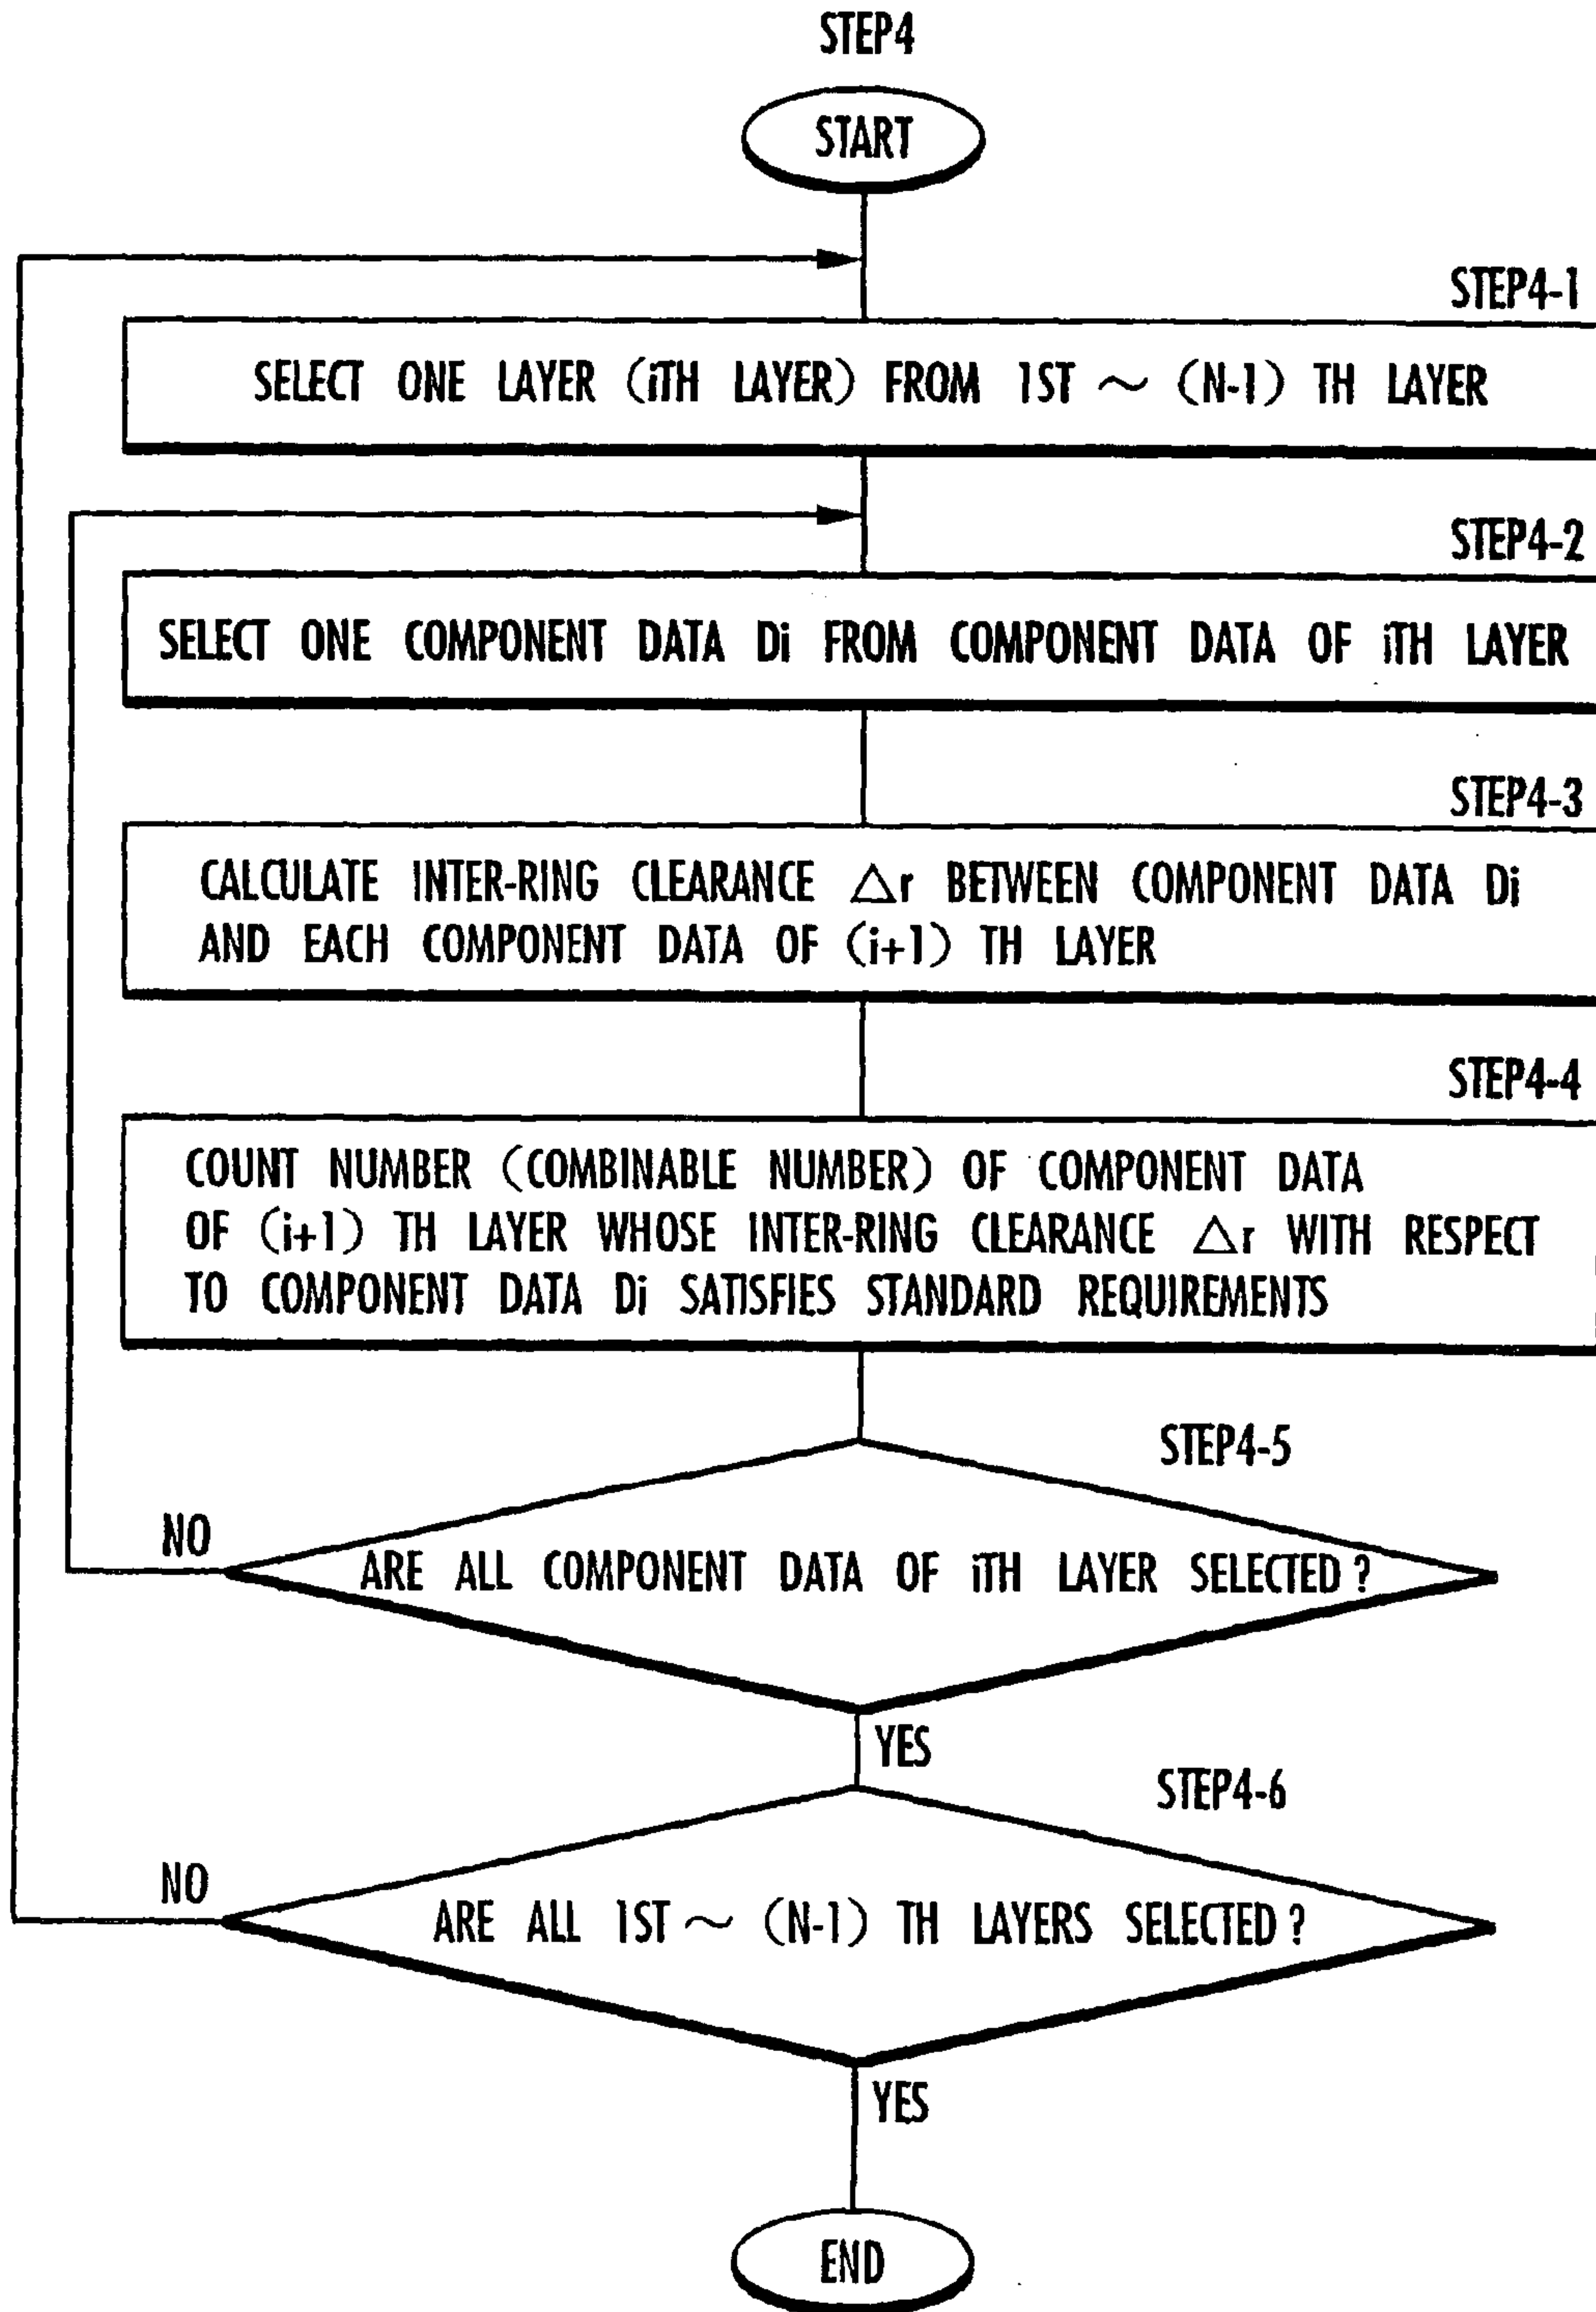 STEP4
START
STEP4-1
SELECT ONE LAYER (iTH LAYER) FROM 1ST ~ (N-1) TH LAYER
STEP4-2
SELECT ONE COMPONENT DATA Di FROM COMPONENT DATA OF iTH LAYER
STEP4-3
CALCULATE INTER-RING CLEARANCE △r BETWEEN COMPONENT DATA Di
AND EACH COMPONENT DATA OF (i+1) TH LAYER
STEP4-4
COUNT NUMBER (COMBINABLE NUMBER) OF COMPONENT DATA
OF (i+1) TH LAYER WHOSE INTER-RING CLEARANCE △r WITH RESPECT
TO COMPONENT DATA Di SATISFIES STANDARD REQUIREMENTS
STEP4-5
NO
ARE ALL COMPONENT DATA OF iTH LAYER SELECTED?
YES
STEP4-6
NO
ARE ALL 1ST ~ (N-1) TH LAYERS SELECTED?
YES
END